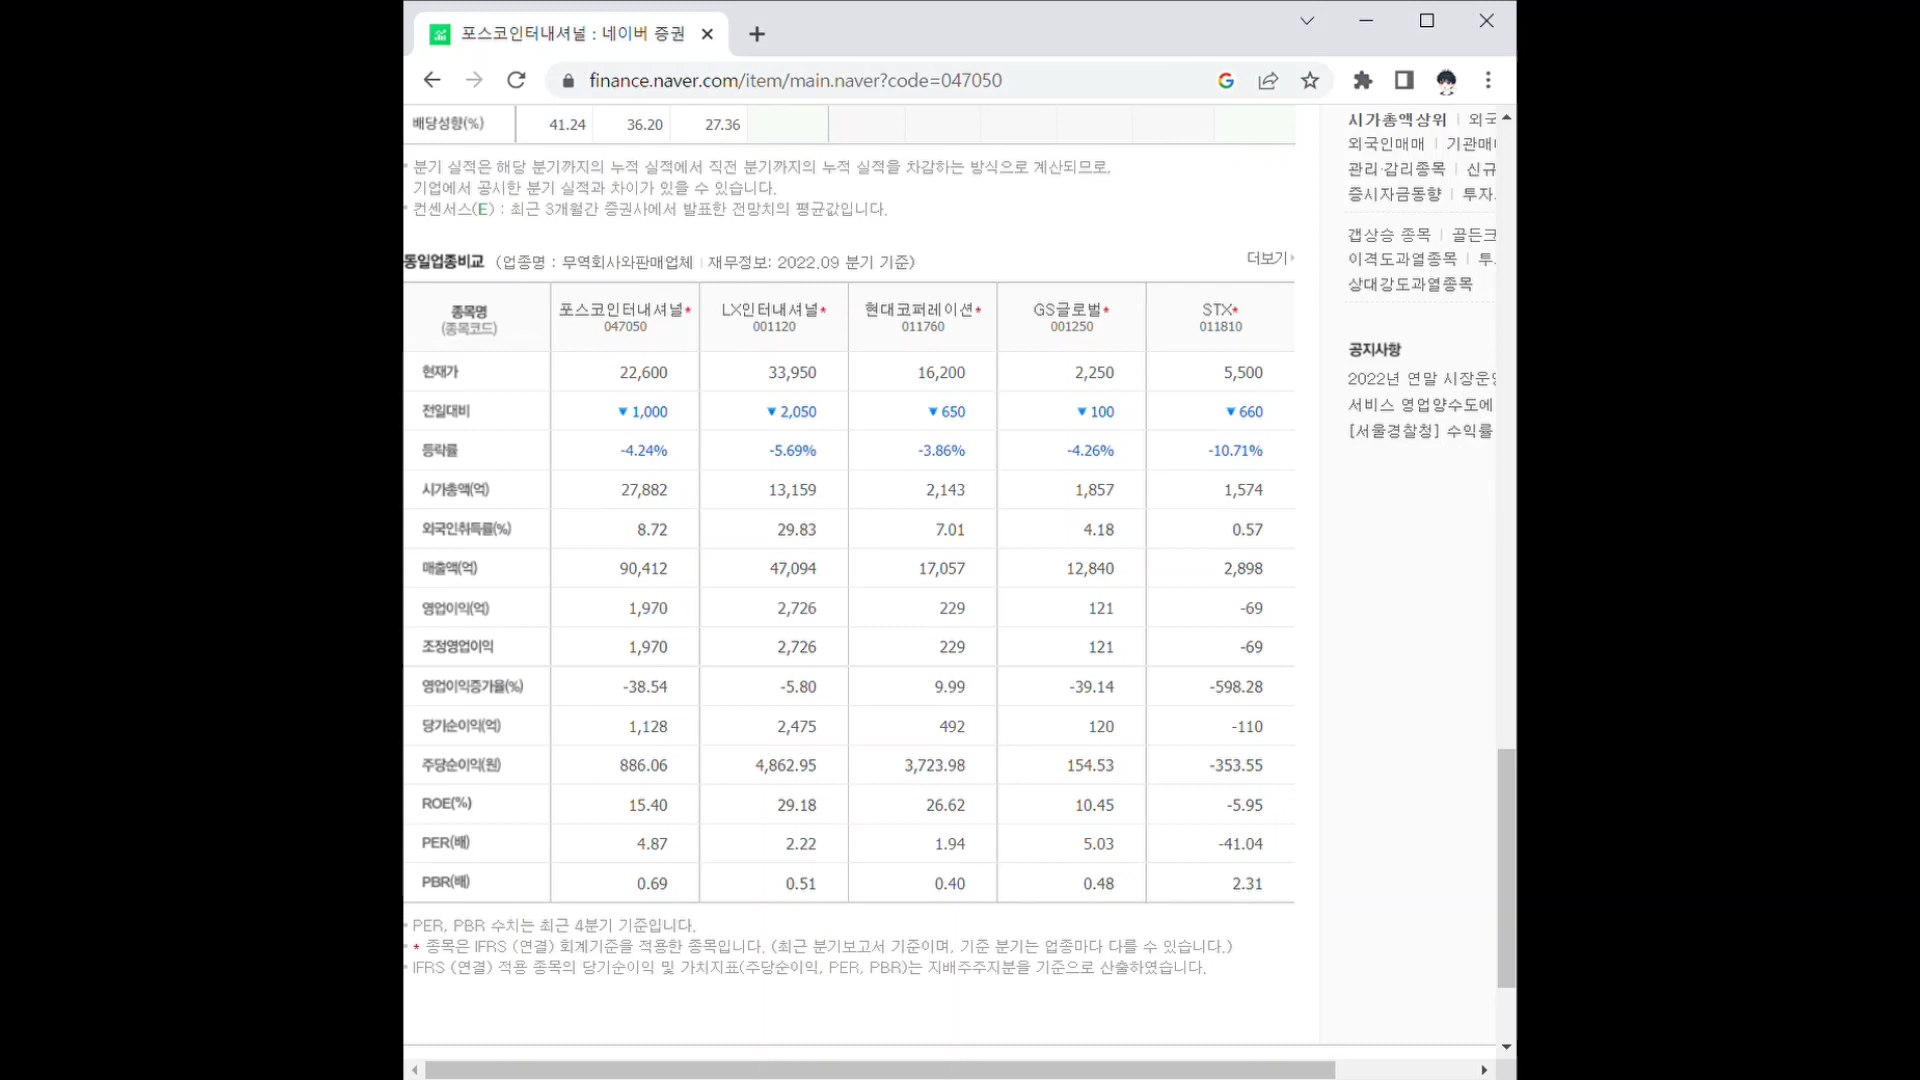 포스코인터내셔널 : 네이버 증권
finance.naver.com/item/main.naver?code=047050
배당성향(%) 41.24 36.20 27.36
분기 실적은 해당 분기까지의 누적 실적에서 직전 분기까지의 누적 실적을 차감하는 방식으로 계산되므로,
기업에서 공시한 분기 실적과 차이가 있을 수 있습니다.
컨센서스(E) : 최근 3개월간 증권사에서 발표한 전망치의 평균값입니다.
동일업종비교 (업종명 : 무역회사와판매업체 | 재무정보: 2022.09 분기 기준) 더보기
종목명 포스코인터내셔널* LX인터내셔널* 현대코퍼레이션* GS글로벌* STX*
(종목코드) 047050 001120 011760 001250 011810
현재가 22,600 33,950 16,200 2,250 5,500
전일대비 ▼1,000 ▼2,050 ▼650 ▼100 ▼660
등락률 -4.24% -5.69% -3.86% -4.26% -10.71%
시가총액(억) 27,882 13,159 2,143 1,857 1,574
외국인취득률(%) 8.72 29.83 7.01 4.18 0.57
매출액(억) 90,412 47,094 17,057 12,840 2,898
영업이익(억) 1,970 2,726 229 121 -69
조정영업이익 1,970 2,726 229 121 -69
영업이익증가율(%) -38.54 -5.80 9.99 -39.14 -598.28
당기순이익(억) 1,128 2,475 492 120 -110
주당순이익(원) 886.06 4,862.95 3,723.98 154.53 -353.55
ROE(%) 15.40 29.18 26.62 10.45 -5.95
PER(배) 4.87 2.22 1.94 5.03 -41.04
PBR(배) 0.69 0.51 0.40 0.48 2.31
PER, PBR 수치는 최근 4분기 기준입니다.
* 종목은 IFRS (연결) 회계기준을 적용한 종목입니다. (최근 분기보고서 기준이며, 기준 분기는 업종마다 다를 수 있습니다.)
IFRS (연결) 적용 종목의 당기순이익 및 가치지표(주당순이익, PER, PBR)는 지배주주지분을 기준으로 산출하였습니다.
시가총액상위 | 외국
외국인매매 | 기관매
관리·감리종목 | 신규
증시자금동향 | 투자
갭상승 종목 | 골든크
이격도과열종목 | 투
상대강도과열종목
공지사항
2022년 연말 시장운영
서비스 영업양수도에
[서울경찰청] 수익률